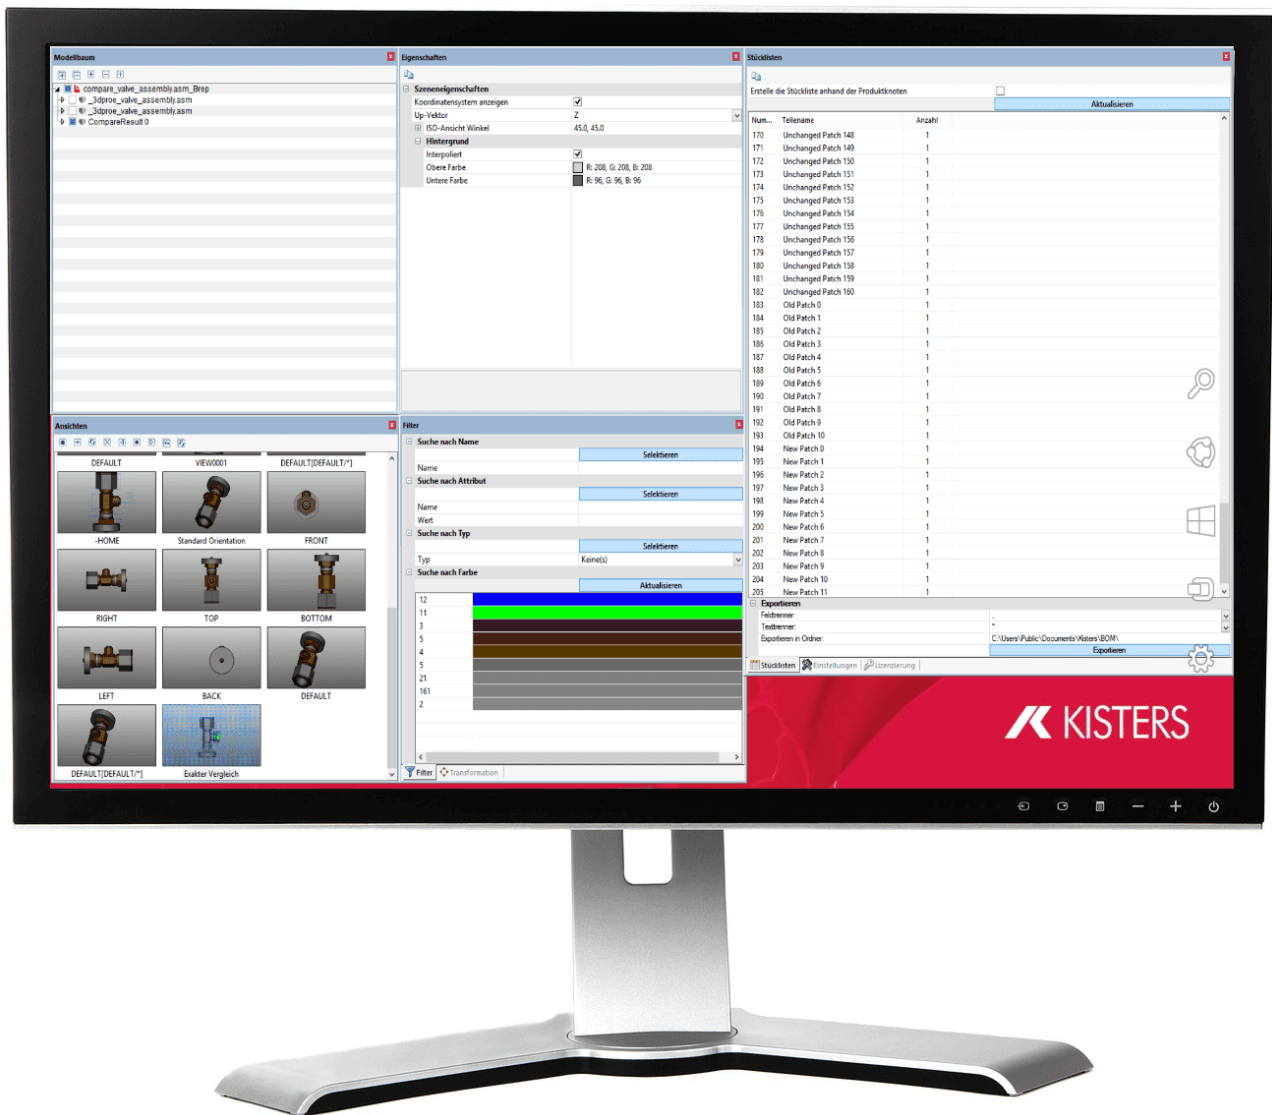 Modellbaum
compare_valve_assembly.asm_Brep
_3dproe_valve_assembly.asm
_3dproe_valve_assembly.asm
CompareResult 0
Eigenschaften
Szeneneigenschaften
Koordinatensystem anzeigen
Up-Vektor Z
ISO-Ansicht Winkel 45.0, 45.0
Hintergrund
Interpoliert
Obere Farbe R: 208, G: 208, B: 208
Untere Farbe R: 96, G: 96, B: 96
Stücklisten
Erstelle die Stückliste anhand der Produktknoten
Aktualisieren
Num... Teilename Anzahl
170 Unchanged Patch 148 1
171 Unchanged Patch 149 1
172 Unchanged Patch 150 1
173 Unchanged Patch 151 1
174 Unchanged Patch 152 1
175 Unchanged Patch 153 1
176 Unchanged Patch 154 1
177 Unchanged Patch 155 1
178 Unchanged Patch 156 1
179 Unchanged Patch 157 1
180 Unchanged Patch 158 1
181 Unchanged Patch 159 1
182 Unchanged Patch 160 1
183 Old Patch 0 1
184 Old Patch 1 1
185 Old Patch 2 1
186 Old Patch 3 1
187 Old Patch 4 1
188 Old Patch 5 1
189 Old Patch 6 1
190 Old Patch 7 1
191 Old Patch 8 1
192 Old Patch 9 1
193 Old Patch 10 1
194 New Patch 0 1
195 New Patch 1 1
196 New Patch 2 1
197 New Patch 3 1
198 New Patch 4 1
199 New Patch 5 1
200 New Patch 6 1
201 New Patch 7 1
202 New Patch 8 1
203 New Patch 9 1
204 New Patch 10 1
205 New Patch 11 1
Exportieren
Feldtrenner: .
Texttrenner: "
Exportieren in Ordner: C:\Users\Public\Documents\Kisters\BOM\
Exportieren
Stücklisten Einstellungen Lizenzierung
Ansichten
DEFAULT VIEW0001 DEFAULT[DEFAULT/*]
-HOME Standard Orientation FRONT
RIGHT TOP BOTTOM
LEFT BACK DEFAULT
DEFAULT[DEFAULT/*] Exakter Vergleich
Filter
Suche nach Name
Selektieren
Name
Suche nach Attribut
Selektieren
Name
Wert
Suche nach Typ
Selektieren
Typ Keine(s)
Suche nach Farbe
Aktualisieren
12
11
3
5
4
5
21
161
2
Filter Transformation
KISTERS